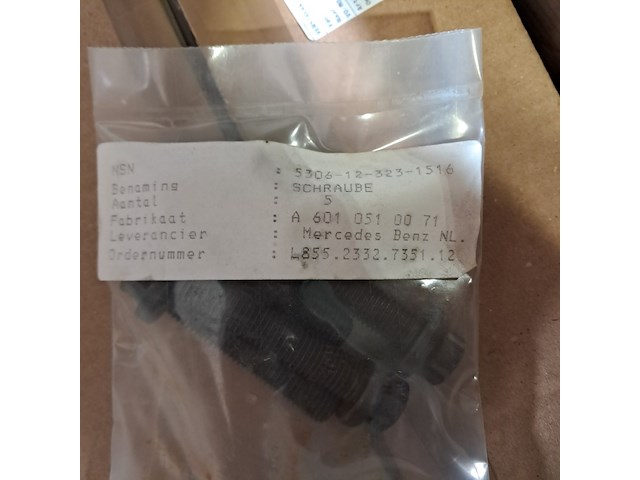 NSN : 5306-12-323-1516
Benaming : SCHRAUBE
Aantal : 5
Fabrikaat : A 601 051 00 71
Leverancier : Mercedes Benz NL.
Ordernummer : L855.2332.7351.12